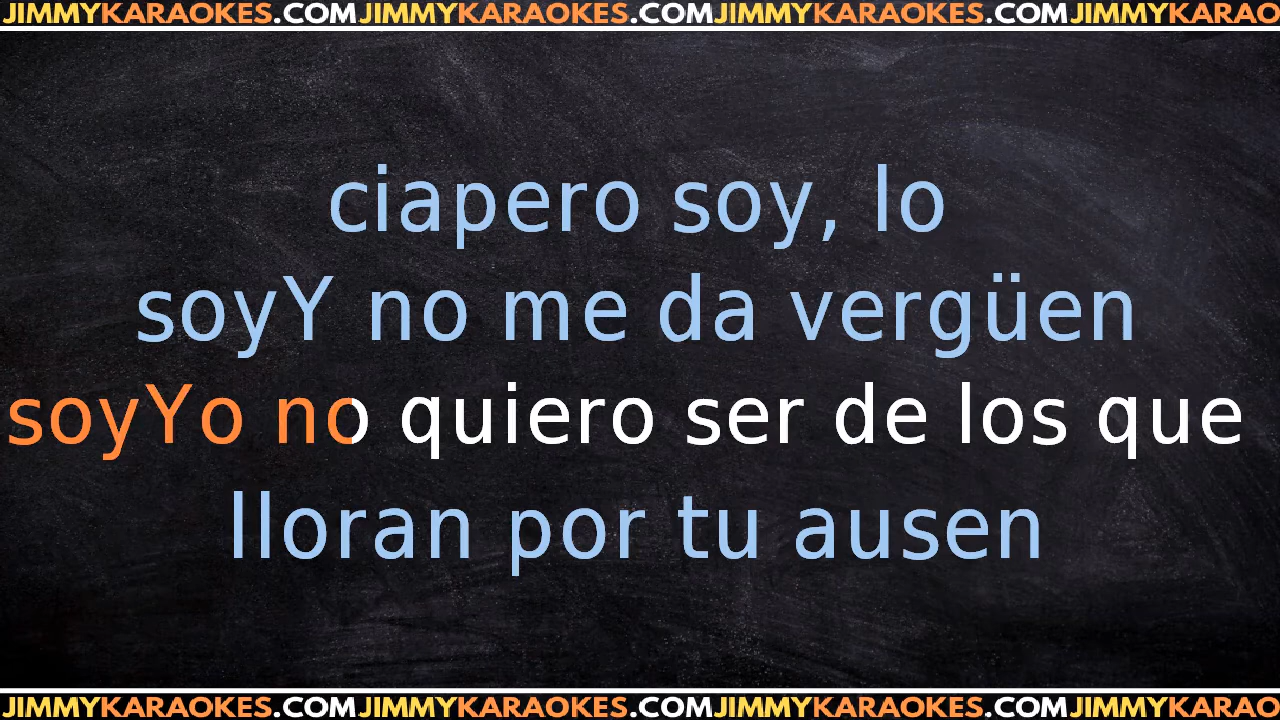 JIMMYKARAOKES.COMJIMMYKARAOKES.COMJIMMYKARAOKES.COMJIMMYKARAO
ciapero soy, lo
soyY no me da vergüen
soyYo no quiero ser de los que
lloran por tu ausen
JIMMYKARAOKES.COMJIMMYKARAOKES.COMJIMMYKARAOKES.COMJIMMYKARAO